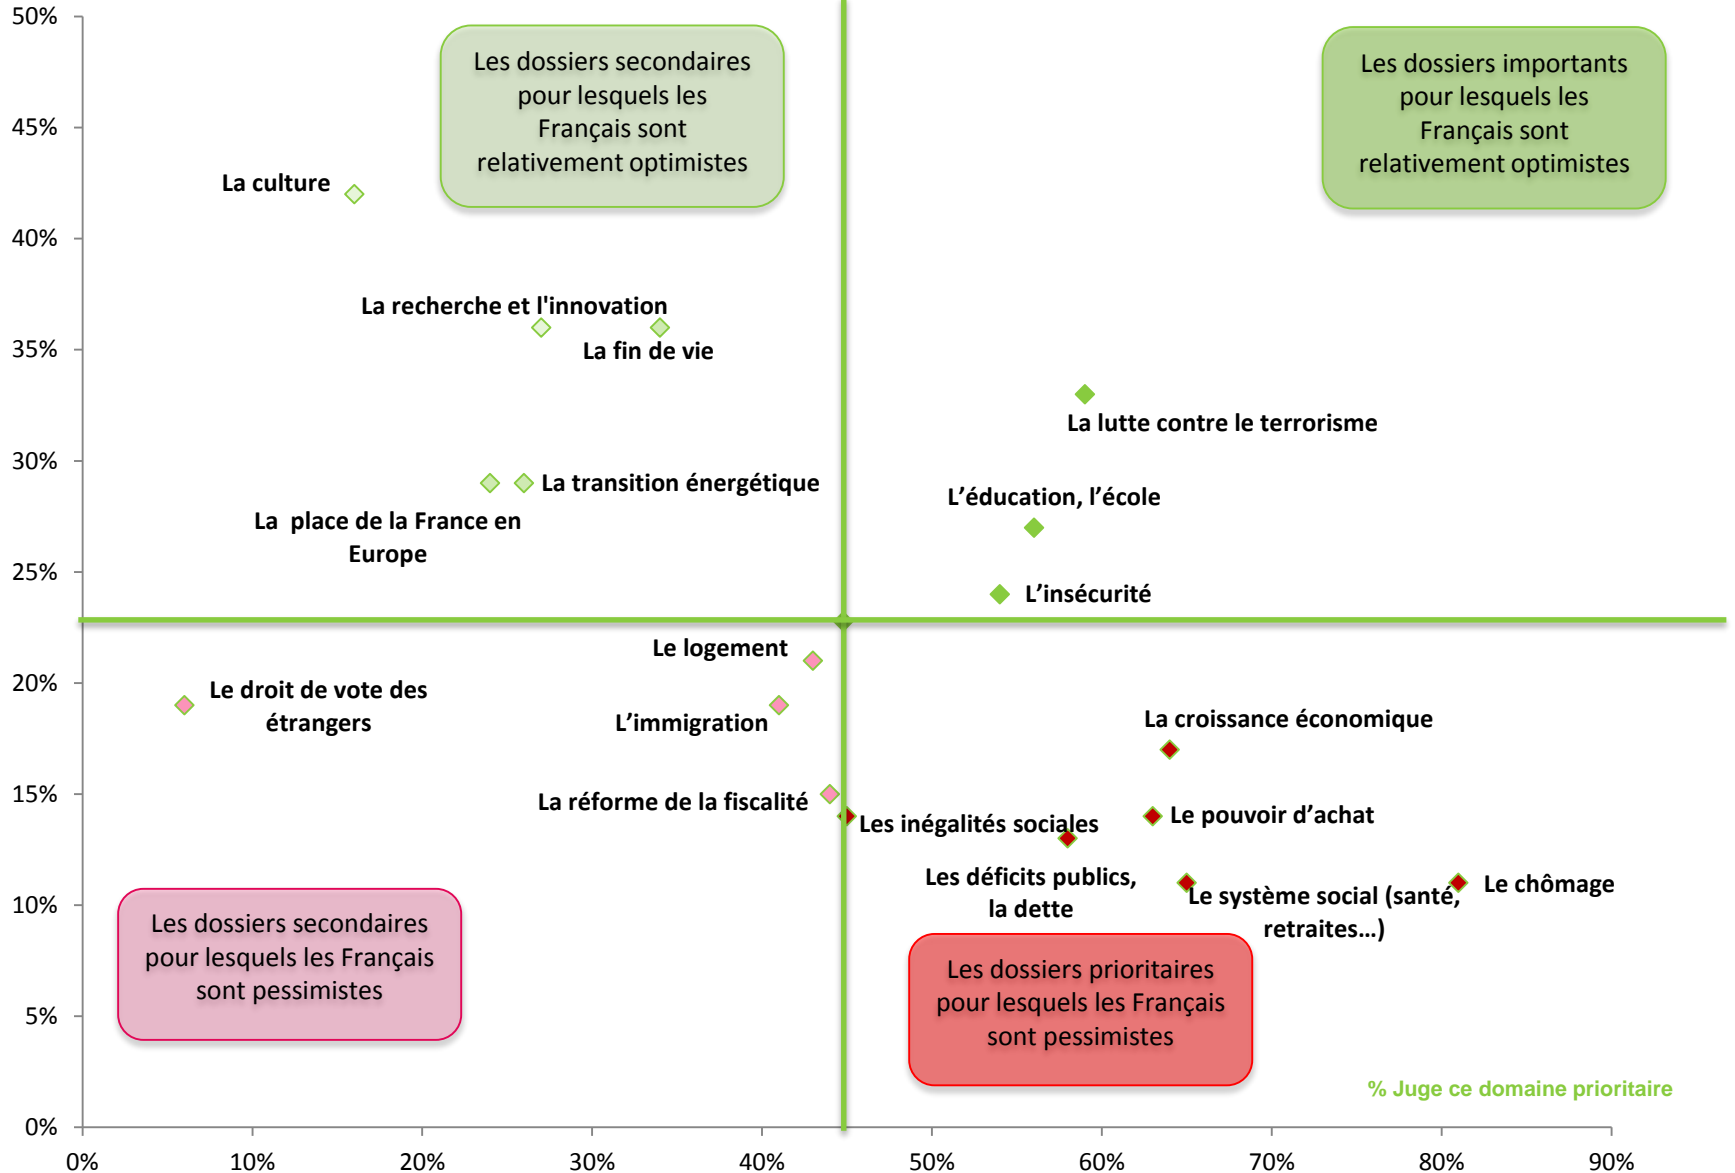 50%
Les dossiers secondaires
pour lesquels les
Français sont
relativement optimistes
Les dossiers importants
pour lesquels les
Français sont
relativement optimistes
45%
La culture
40%
La recherche et l'innovation
35%
La fin de vie
La lutte contre le terrorisme
30%
La transition énergétique
L’éducation, l’école
La  place de la France en
Europe
25%
L’insécurité
Le logement
20%
Le droit de vote des
étrangers
L’immigration
La croissance économique
15%
La réforme de la fiscalité
Les inégalités sociales
Le pouvoir d’achat
Les déficits publics,
la dette
Le système social (santé,
retraites…)
Le chômage
10%
Les dossiers secondaires
pour lesquels les Français
sont pessimistes
Les dossiers prioritaires
pour lesquels les Français
sont pessimistes
5%
% Juge ce domaine prioritaire
0%
0%
10%
20%
30%
40%
50%
60%
70%
80%
90%